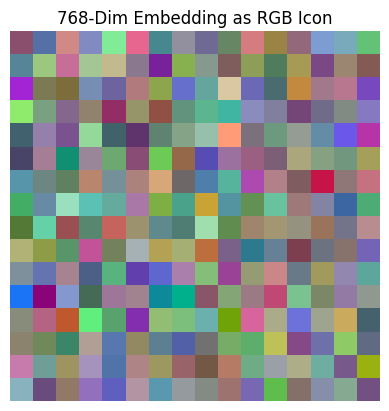 768-Dim Embedding as RGB Icon